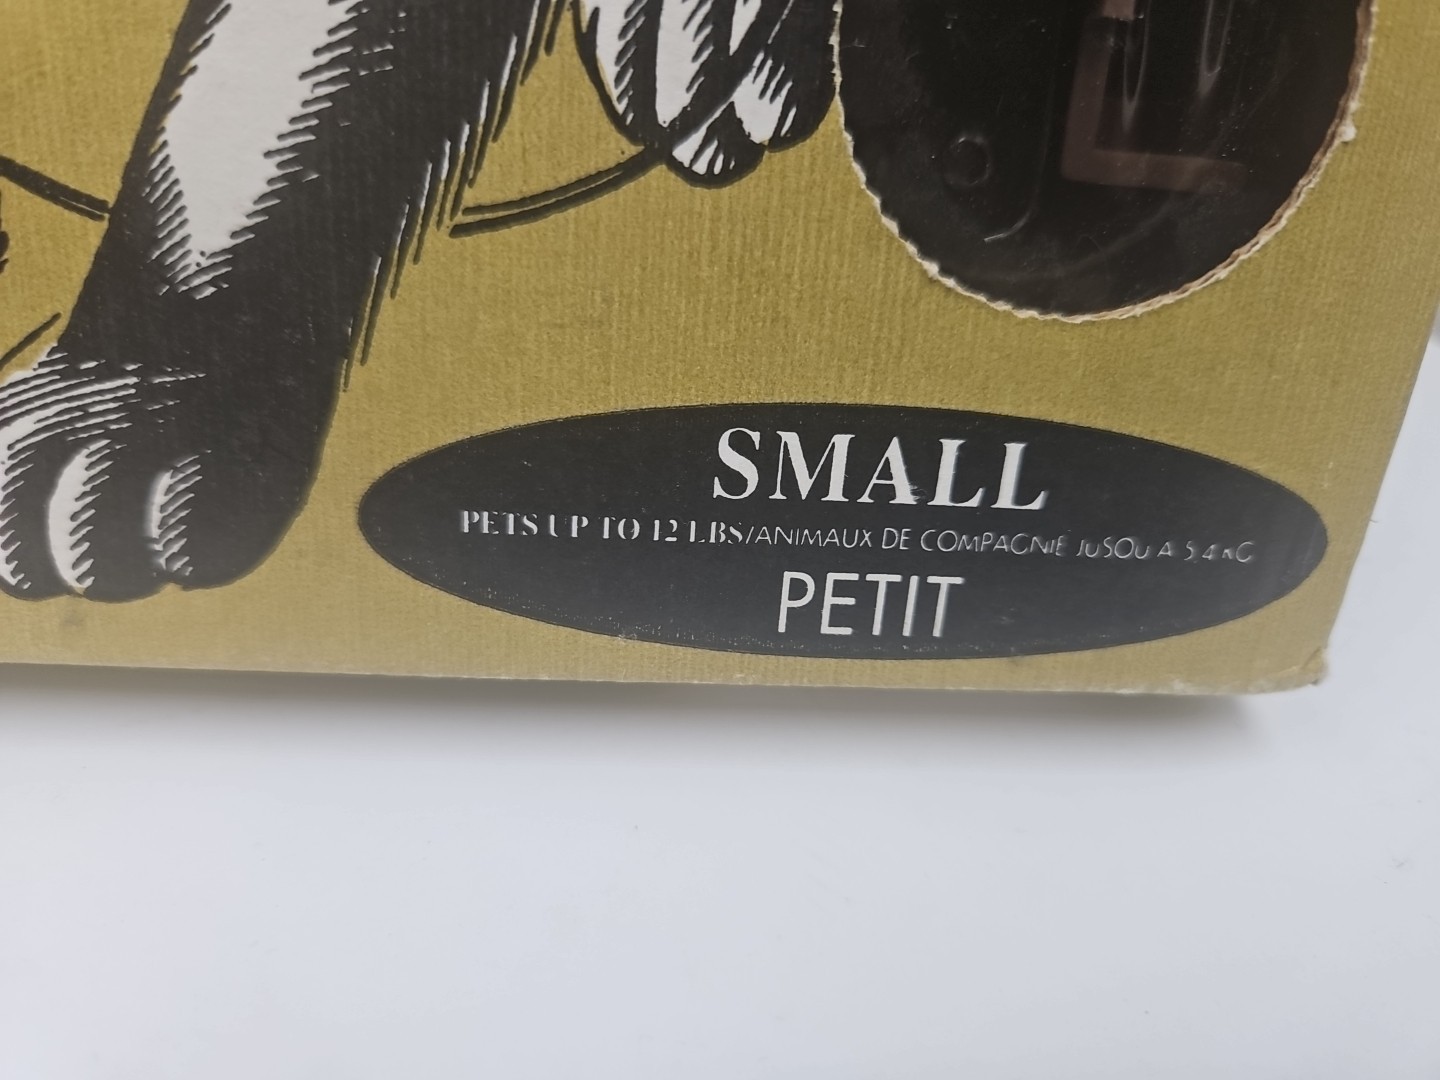 SMALL
PETS UP TO 12 LBS/ANIMAUX DE COMPAGNIE JUSQU A 5.4 KG
PETIT